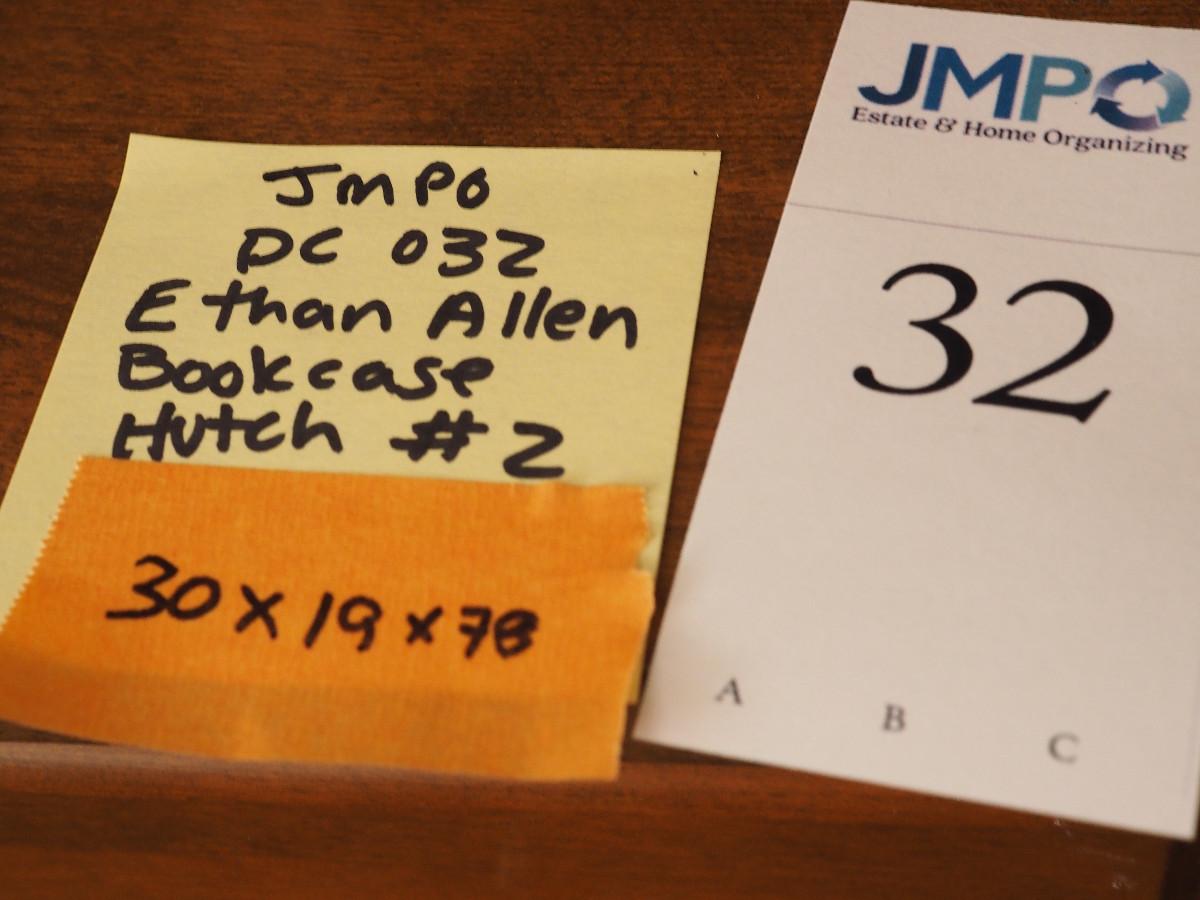 JmPO
DC 032
Ethan Allen
Bookcase
Hutch #2
30 x 19 x 78
JMPO
Estate & Home Organizing
32
A B C